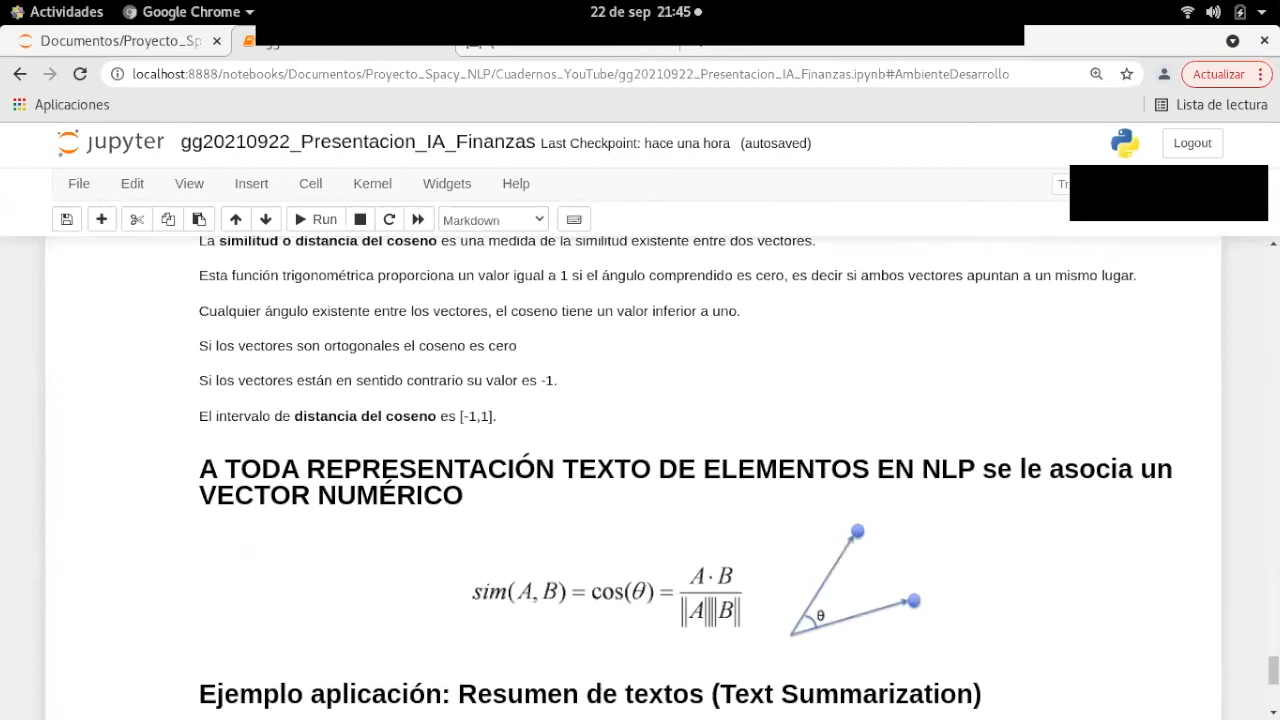 Actividades Google Chrome 22 de sep 21:45
Documentos/Proyecto_Sp
localhost:8888/notebooks/Documentos/Proyecto_Spacy_NLP/Cuadernos_YouTube/gg20210922_Presentacion_IA_Finanzas.ipynb#AmbienteDesarrollo Actualizar
Aplicaciones Lista de lectura
jupyter gg20210922_Presentacion_IA_Finanzas Last Checkpoint: hace una hora (autosaved) Logout
File Edit View Insert Cell Kernel Widgets Help
Run Markdown
La similitud o distancia del coseno es una medida de la similitud existente entre dos vectores.
Esta función trigonométrica proporciona un valor igual a 1 si el ángulo comprendido es cero, es decir si ambos vectores apuntan a un mismo lugar.
Cualquier ángulo existente entre los vectores, el coseno tiene un valor inferior a uno.
Si los vectores son ortogonales el coseno es cero
Si los vectores están en sentido contrario su valor es -1.
El intervalo de distancia del coseno es [-1,1].
A TODA REPRESENTACIÓN TEXTO DE ELEMENTOS EN NLP se le asocia un
VECTOR NUMÉRICO
sim(A, B) = cos(θ) = A · B / ‖A‖‖B‖
θ
Ejemplo aplicación: Resumen de textos (Text Summarization)